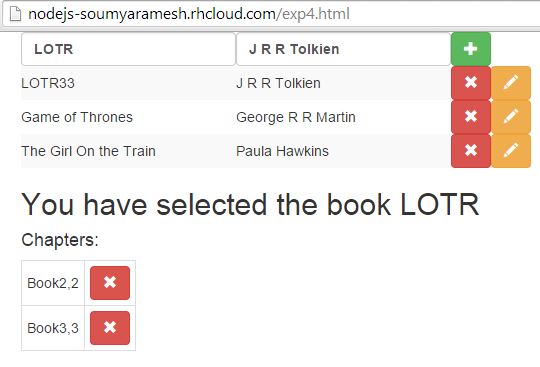 nodejs-soumyaramesh.rhcloud.com/exp4.html
LOTR J R R Tolkien
LOTR33 J R R Tolkien
Game of Thrones George R R Martin
The Girl On the Train Paula Hawkins
You have selected the book LOTR
Chapters:
Book2,2
Book3,3